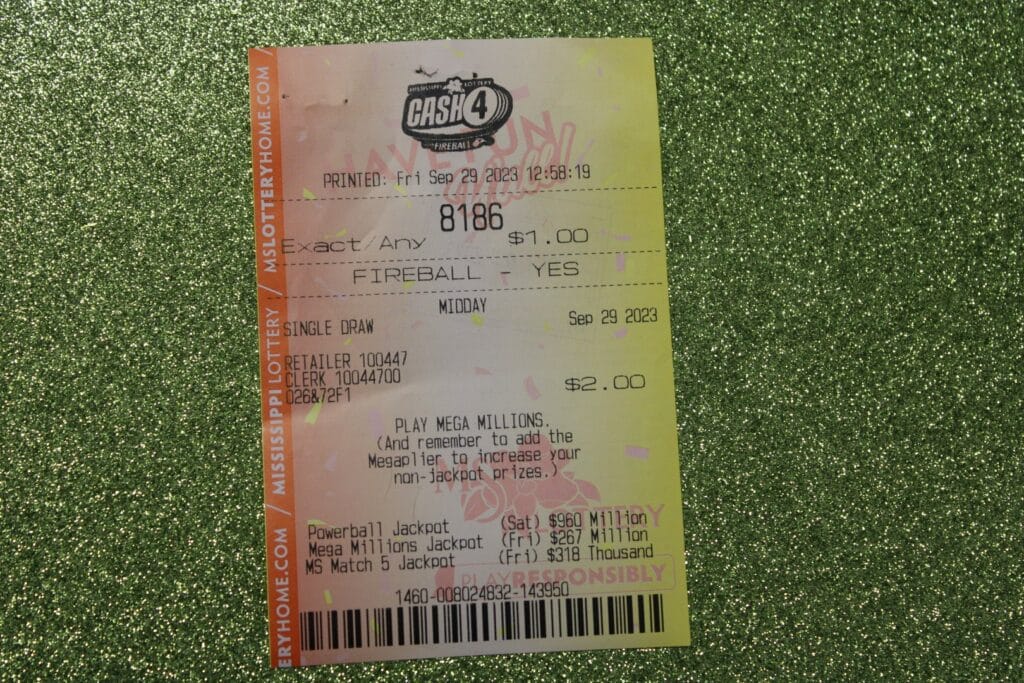 MISSISSIPPI LOTTERY
CASH 4
FIREBALL
HAVE FUN
PRINTED: Fri Sep 29 2023 12:58:19
8186
Exact/Any $1.00
FIREBALL - YES
MIDDAY
SINGLE DRAW Sep 29 2023
RETAILER 100447
CLERK 10044700
026&72F1 $2.00
PLAY MEGA MILLIONS.
(And remember to add the
Megaplier to increase your
non-jackpot prizes.)
MS
LOTTERY
Powerball Jackpot (Sat) $960 Million
Mega Millions Jackpot (Fri) $267 Million
MS Match 5 Jackpot (Fri) $318 Thousand
PLAY RESPONSIBLY
1460-008024832-143950
ERYHOME.COM / MISSISSIPPI LOTTERY / MSLOTTERYHOME.COM /